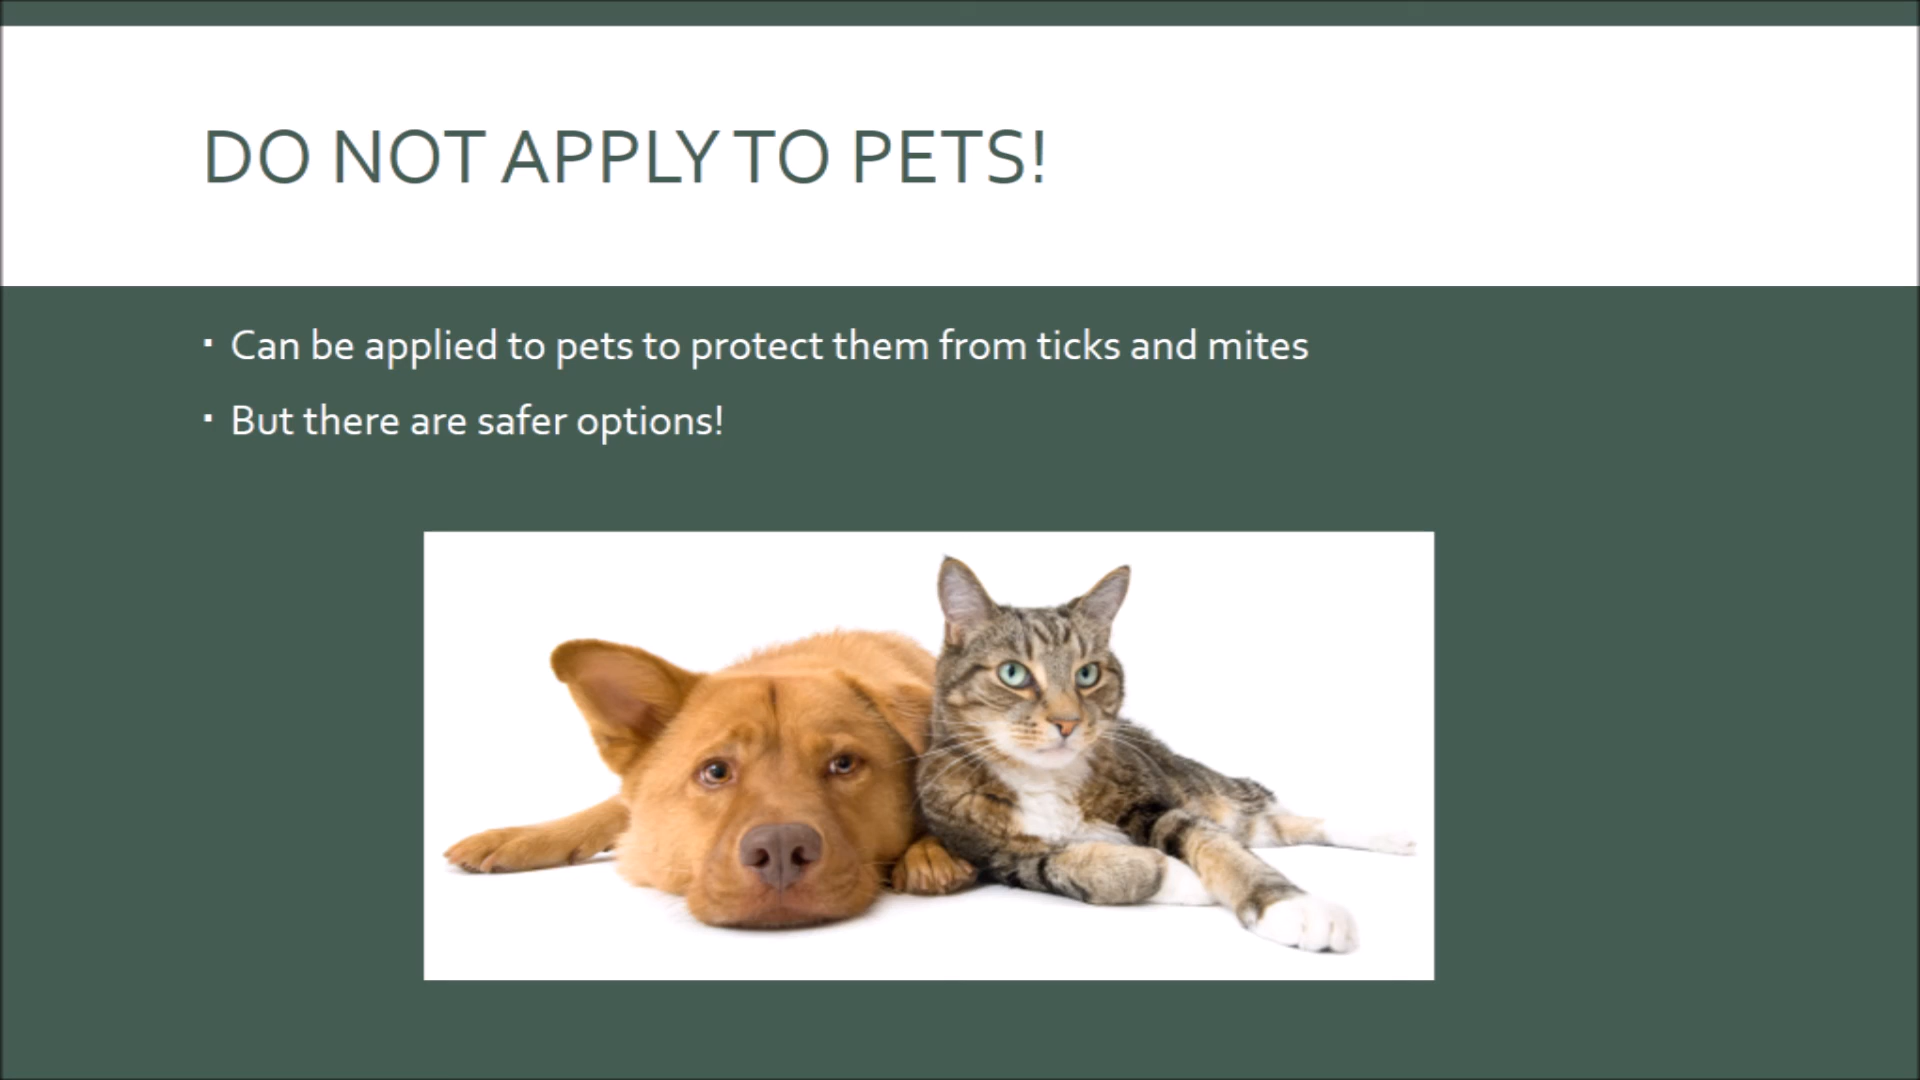 DO NOT APPLY TO PETS!
▪ Can be applied to pets to protect them from ticks and mites
▪ But there are safer options!